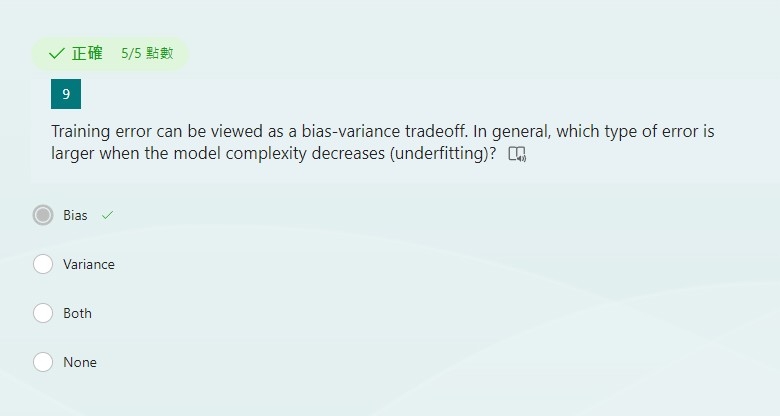 正確 5/5 點數
9
Training error can be viewed as a bias-variance tradeoff. In general, which type of error is
larger when the model complexity decreases (underfitting)?
Bias
Variance
Both
None